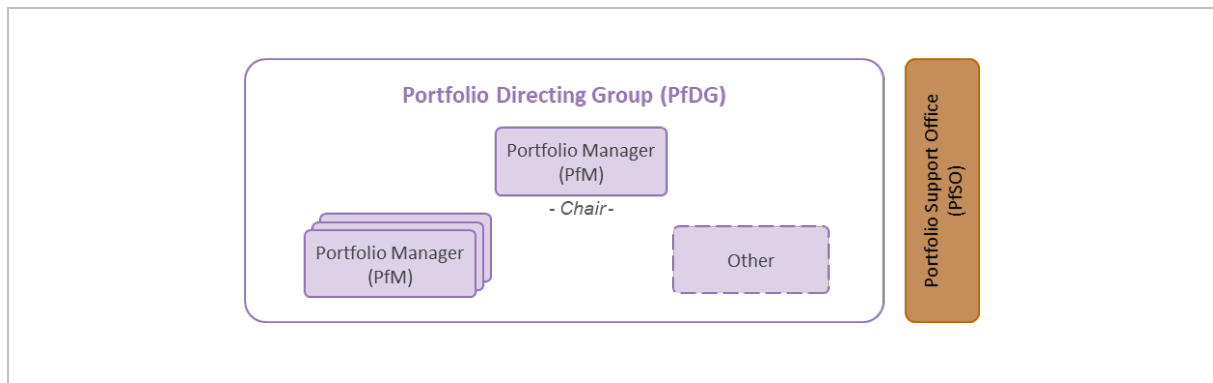 Portfolio Directing Group (PfDG)
Portfolio Manager
(PfM)
- Chair-
Portfolio Manager
(PfM)
Other
Portfolio Support Office
(PfSO)